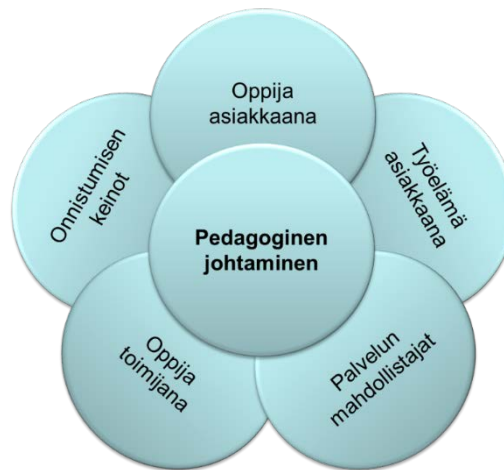 Oppija
asiakkaana
Työelämä
asiakkaana
Palvelun
mahdollistajat
Oppija
toimijana
Onnistumisen
keinot
Pedagoginen
johtaminen